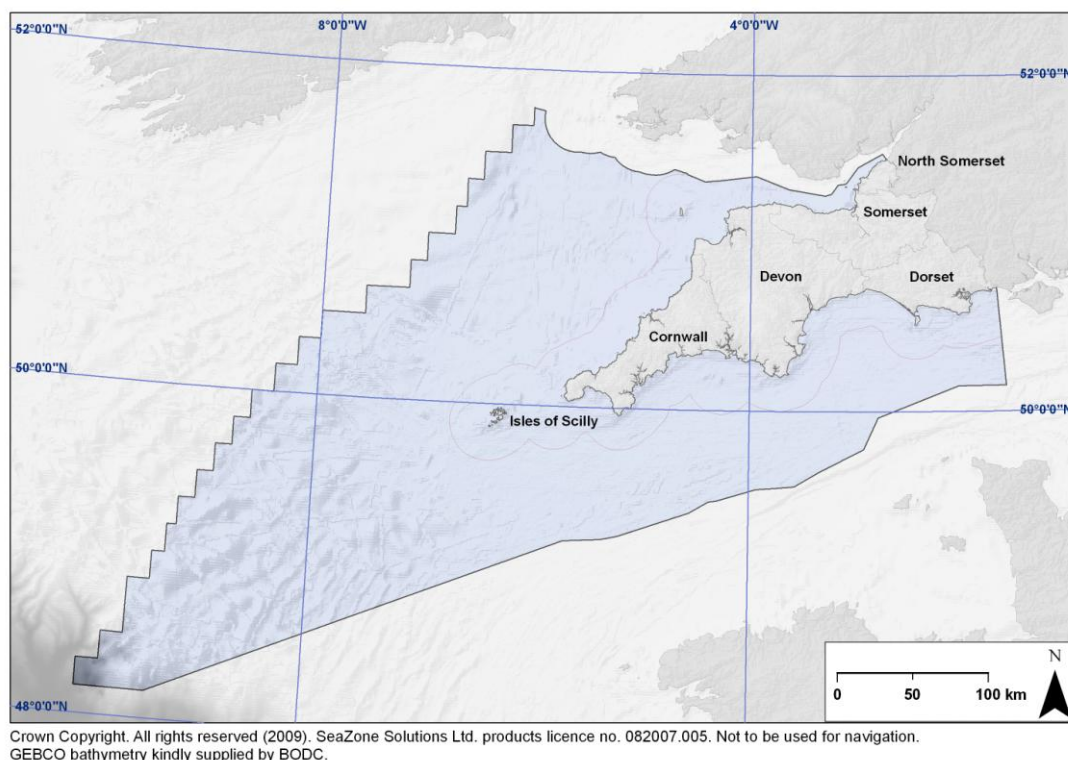 52°0'0"N
8°0'0"W
4°0'0"W
52°0'0"N
North Somerset
Somerset
Devon
Dorset
Cornwall
50°0'0"N
50°0'0"N
Isles of Scilly
N
0 50 100 km
48°0'0"N
Crown Copyright. All rights reserved (2009). SeaZone Solutions Ltd. products licence no. 082007.005. Not to be used for navigation.
GEBCO bathymetry kindly supplied by BODC.